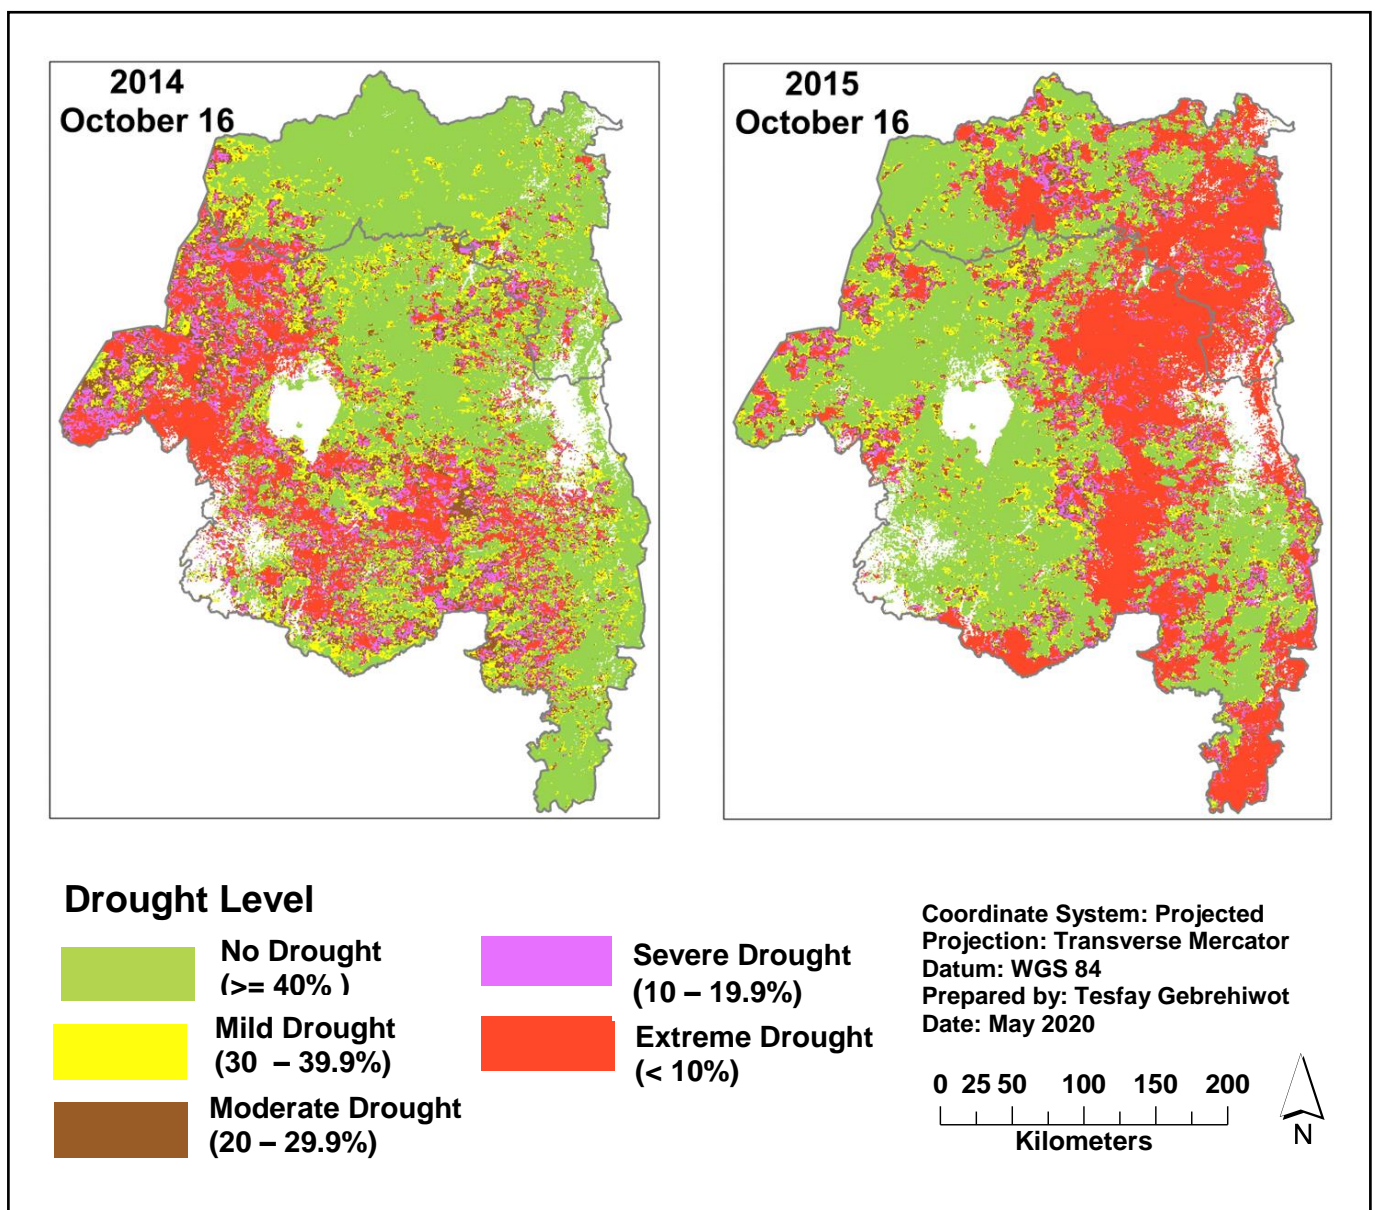 2014
October 16
2015
October 16
Drought Level
No Drought
(>= 40% )
Mild Drought
(30 – 39.9%)
Moderate Drought
(20 – 29.9%)
Severe Drought
(10 – 19.9%)
Extreme Drought
(< 10%)
Coordinate System: Projected
Projection: Transverse Mercator
Datum: WGS 84
Prepared by: Tesfay Gebrehiwot
Date: May 2020
0 25 50 100 150 200
Kilometers
N